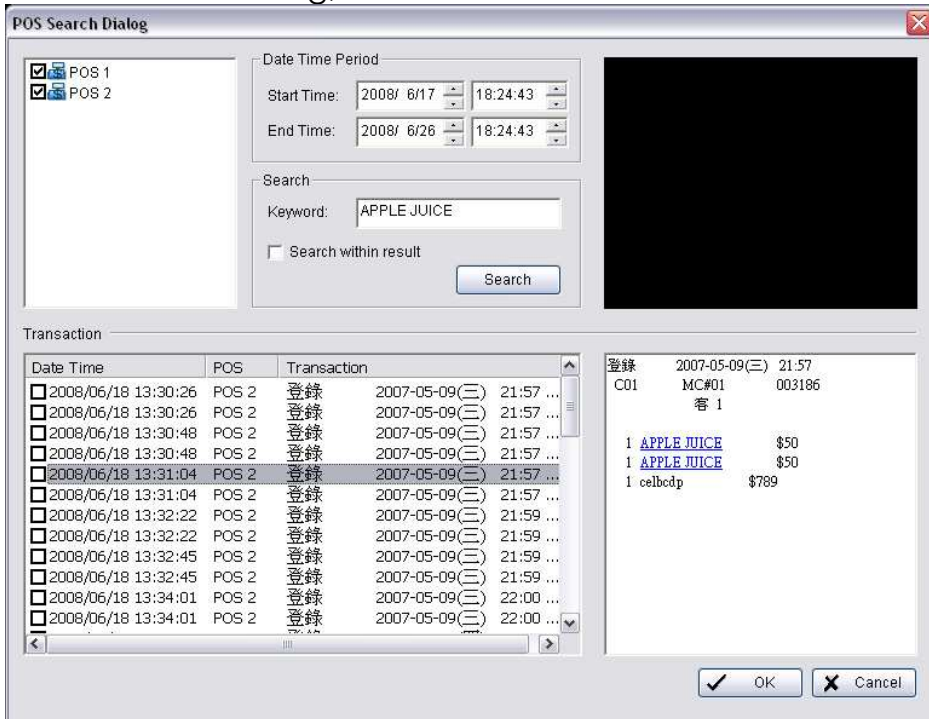 POS Search Dialog
POS 1
POS 2
Date Time Period
Start Time: 2008/ 6/17 18:24:43
End Time: 2008/ 6/26 18:24:43
Search
Keyword: APPLE JUICE
Search within result
Search
Transaction
Date Time POS Transaction
2008/06/18 13:30:26 POS 2 登錄 2007-05-09(三) 21:57 ...
2008/06/18 13:30:26 POS 2 登錄 2007-05-09(三) 21:57 ...
2008/06/18 13:30:48 POS 2 登錄 2007-05-09(三) 21:57 ...
2008/06/18 13:30:48 POS 2 登錄 2007-05-09(三) 21:57 ...
2008/06/18 13:31:04 POS 2 登錄 2007-05-09(三) 21:57 ...
2008/06/18 13:31:04 POS 2 登錄 2007-05-09(三) 21:57 ...
2008/06/18 13:32:22 POS 2 登錄 2007-05-09(三) 21:59 ...
2008/06/18 13:32:22 POS 2 登錄 2007-05-09(三) 21:59 ...
2008/06/18 13:32:45 POS 2 登錄 2007-05-09(三) 21:59 ...
2008/06/18 13:32:45 POS 2 登錄 2007-05-09(三) 21:59 ...
2008/06/18 13:34:01 POS 2 登錄 2007-05-09(三) 22:00 ...
2008/06/18 13:34:01 POS 2 登錄 2007-05-09(三) 22:00 ...
登錄 2007-05-09(三) 21:57
C01 MC#01 003186
客 1
1 APPLE JUICE $50
1 APPLE JUICE $50
1 celbcdp $789
OK
Cancel